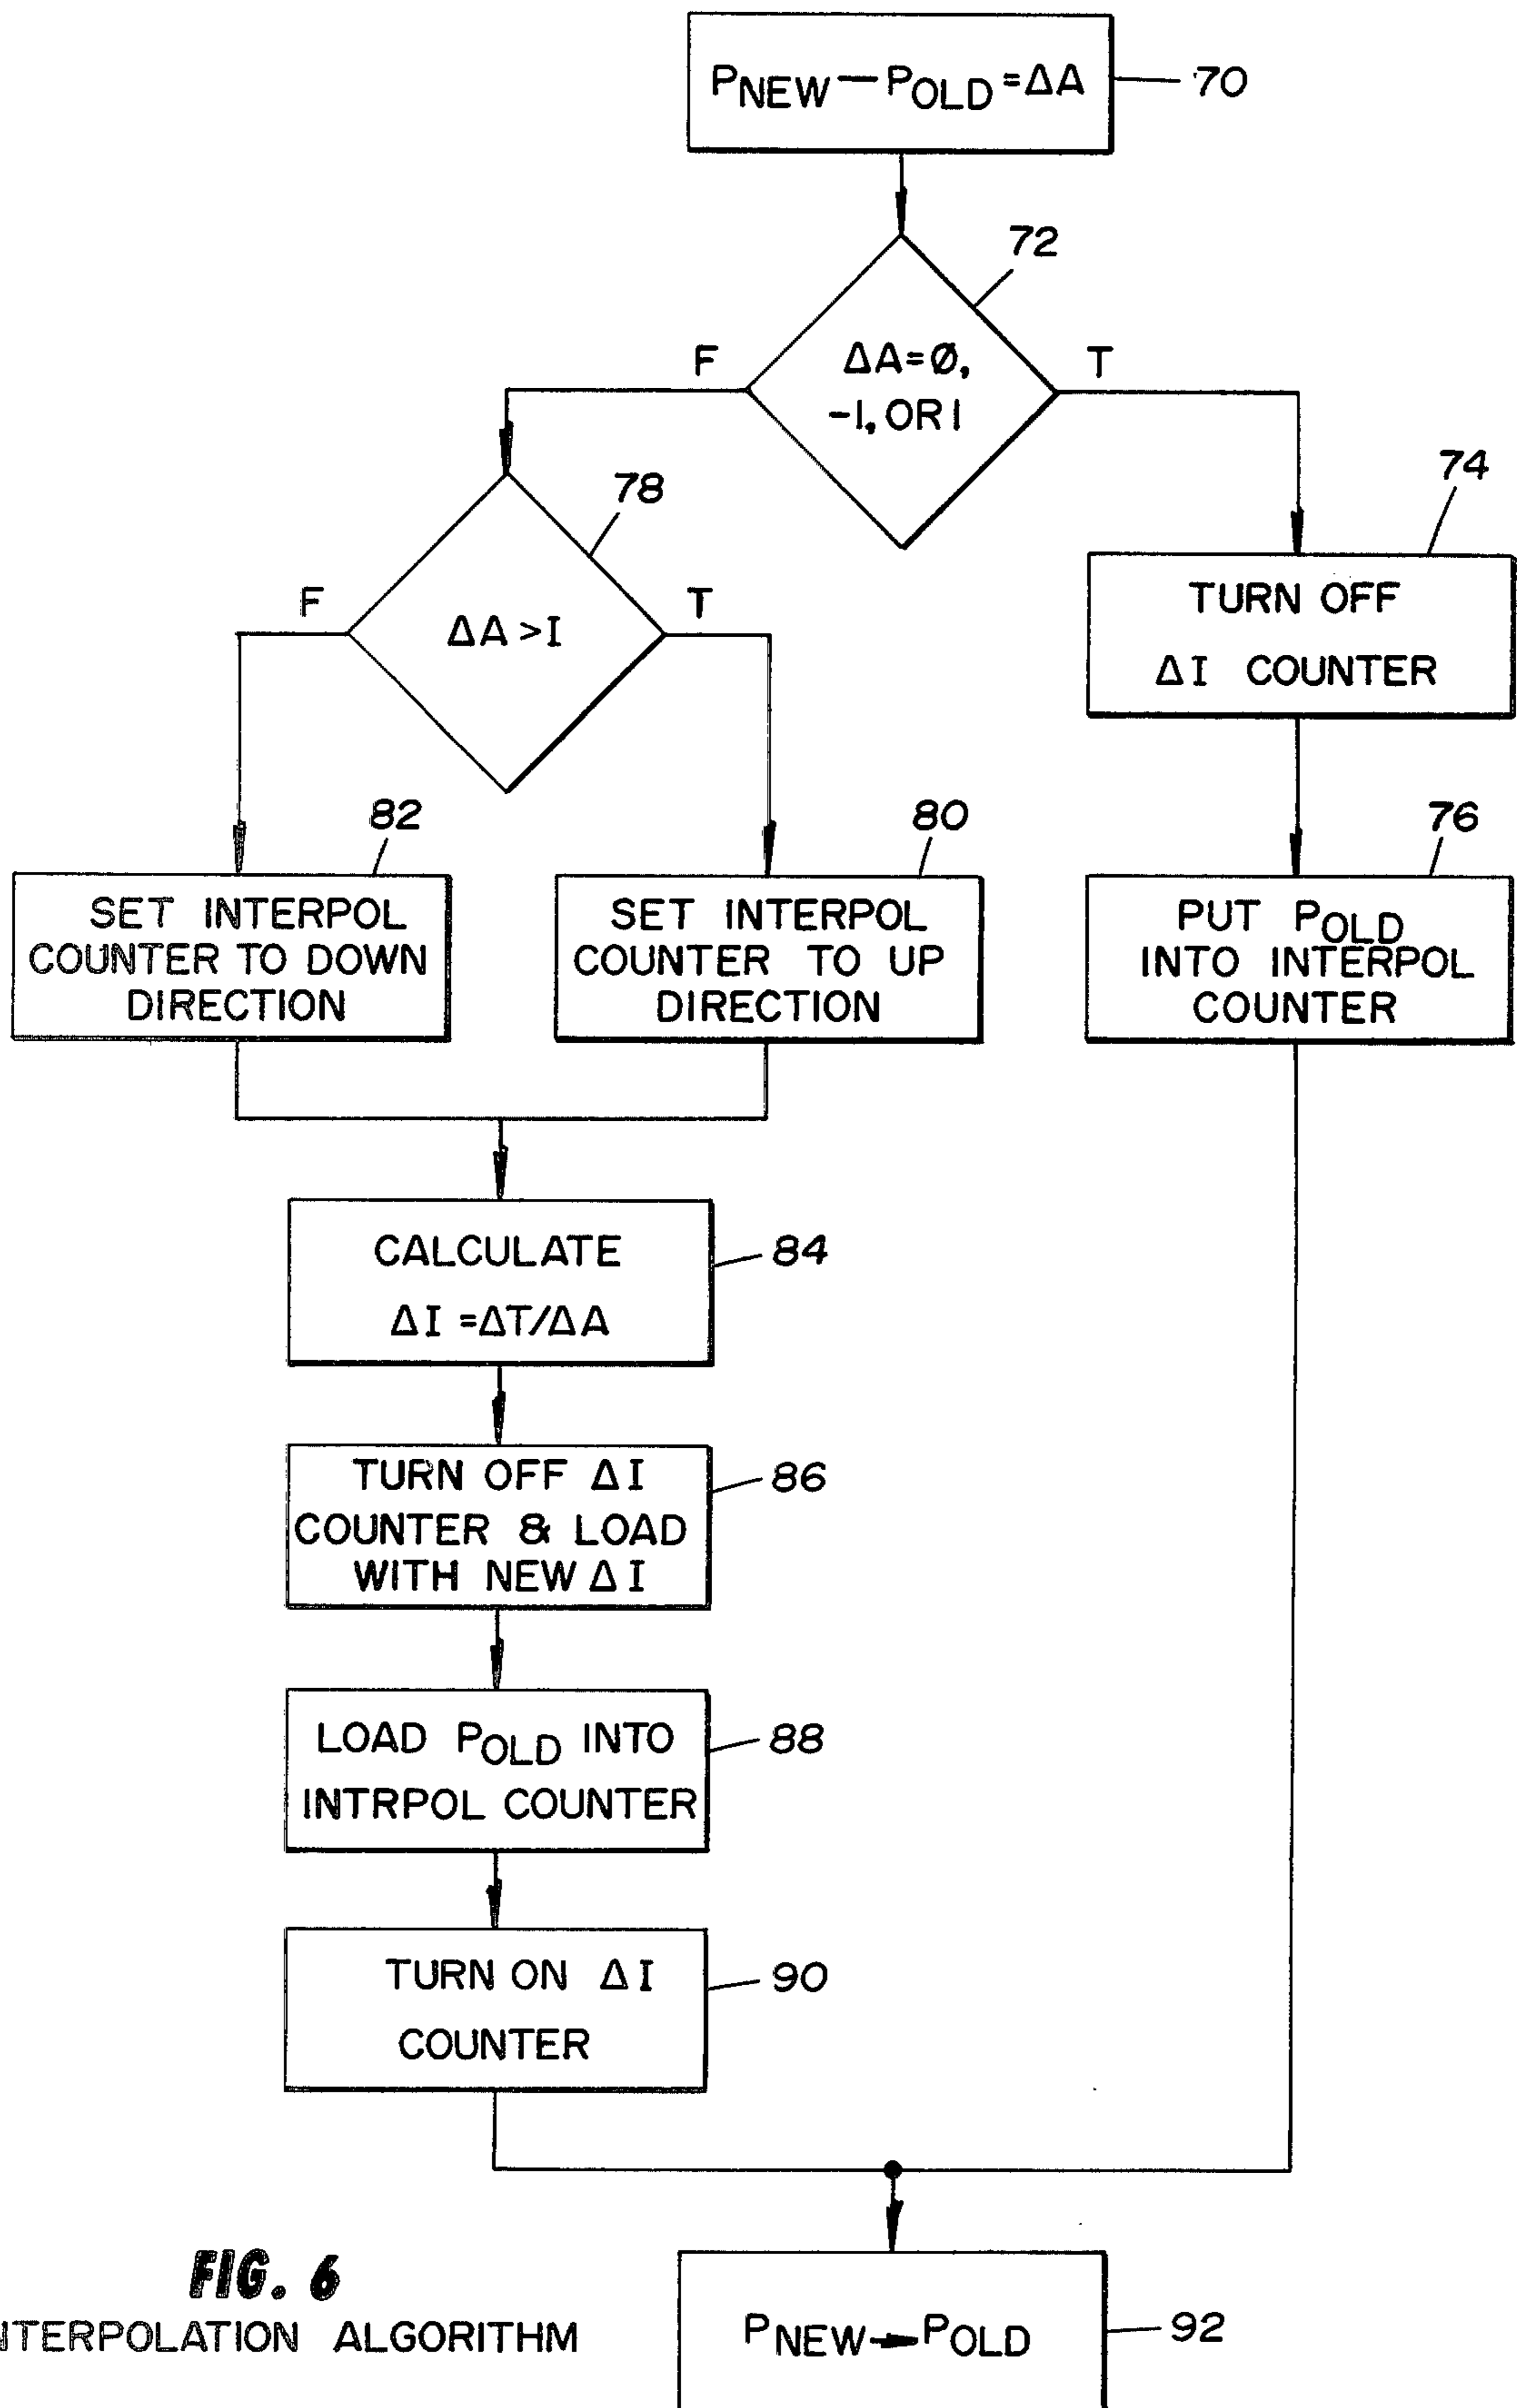 PNEW—POLD=ΔA
70
72
F
ΔA=Ø,
-1, OR 1
T
74
78
TURN OFF
ΔI COUNTER
F
ΔA >1
T
82
80
76
SET INTERPOL
COUNTER TO DOWN
DIRECTION
SET INTERPOL
COUNTER TO UP
DIRECTION
PUT POLD
INTO INTERPOL
COUNTER
CALCULATE
ΔI =ΔT/ΔA
84
TURN OFF ΔI
COUNTER & LOAD
WITH NEW ΔI
86
LOAD POLD INTO
INTRPOL COUNTER
88
TURN ON ΔI
COUNTER
90
FIG. 6
NTERPOLATION ALGORITHM
PNEW→POLD
92